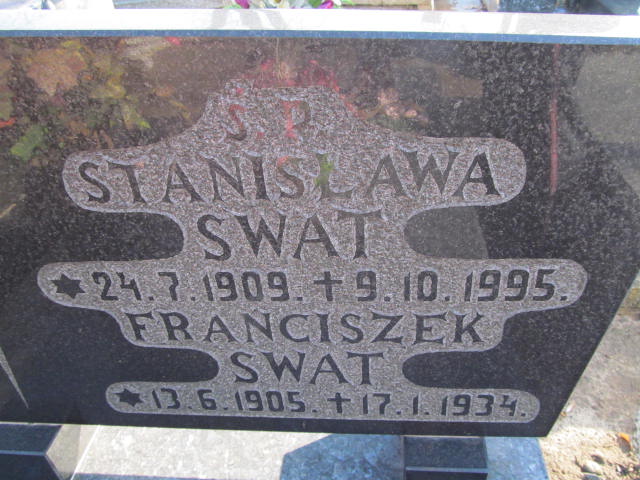 Ś.P.
STANISŁAWA
SWAT
✶ 24.7.1909. ✝ 9.10.1995.
FRANCISZEK
SWAT
✶ 13.6.1905. ✝ 17.1.1934.